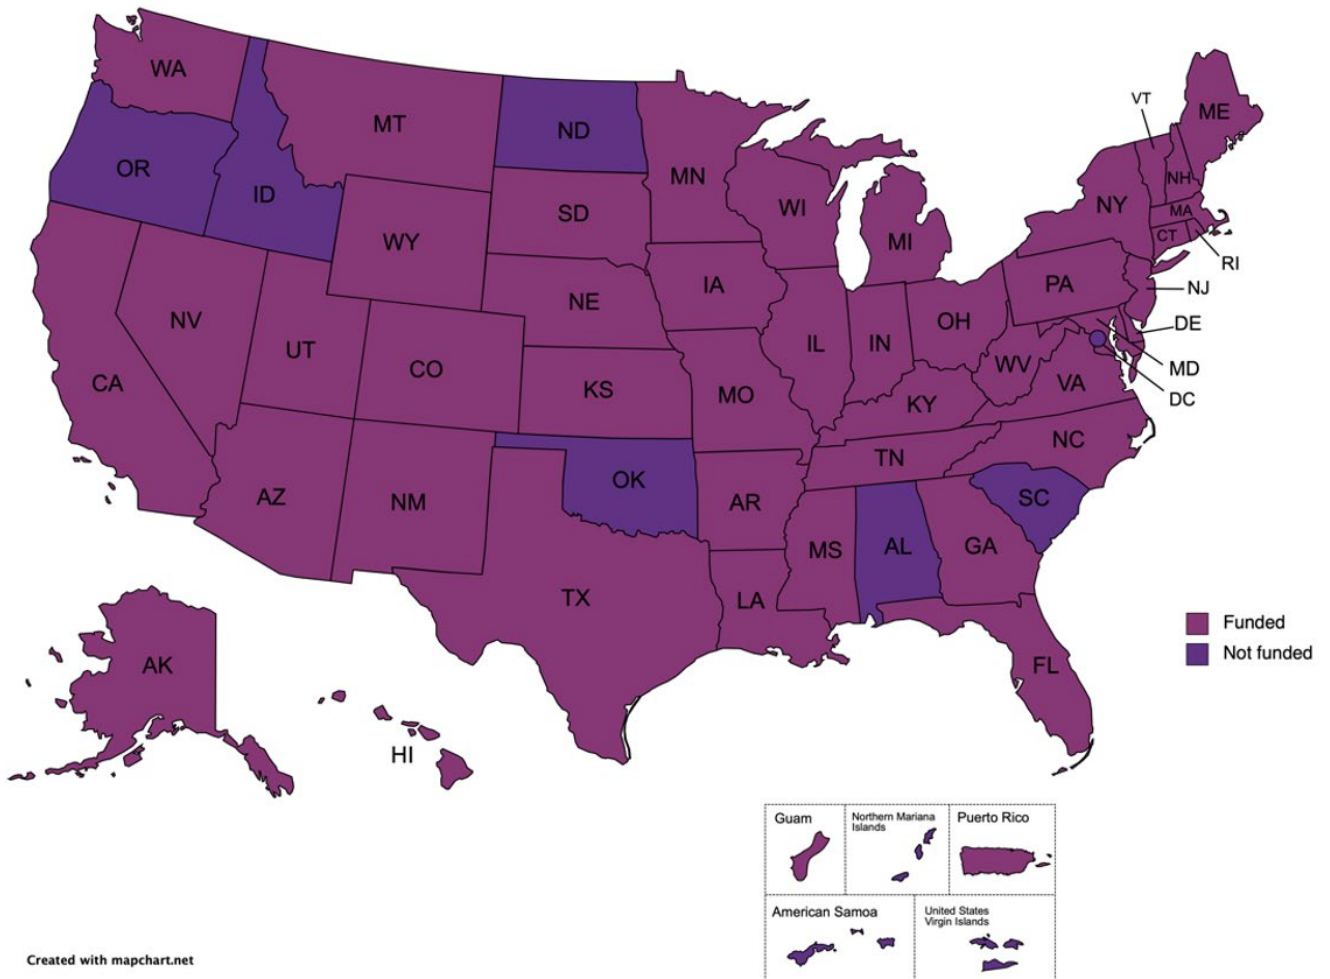 WA
MT
ND
OR
ID
MN
WI
MI
SD
WY
NE
IA
NV
UT
CO
KS
MO
IL
IN
OH
PA
NY
VT
ME
NH
MA
CT
RI
NJ
DE
MD
DC
WV
VA
KY
NC
TN
CA
AZ
NM
OK
AR
SC
MS
AL
GA
TX
LA
FL
AK
HI
Funded
Not funded
Guam
Northern Mariana
Islands
Puerto Rico
American Samoa
United States
Virgin Islands
Created with mapchart.net